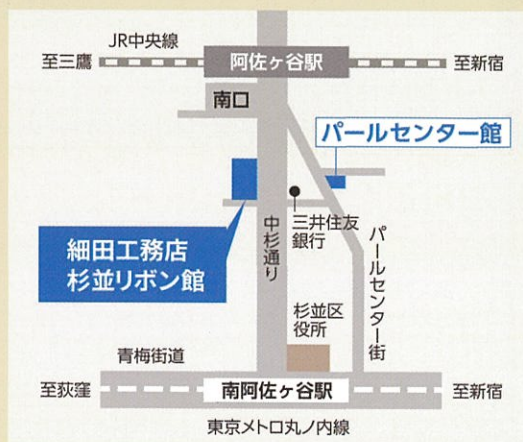 JR中央線
至三鷹
阿佐ヶ谷駅
至新宿
南口
パールセンター館
三井住友
銀行
細田工務店
杉並リボン館
中杉通り
パールセンター街
杉並区
役所
青梅街道
至荻窪
南阿佐ヶ谷駅
至新宿
東京メトロ丸ノ内線